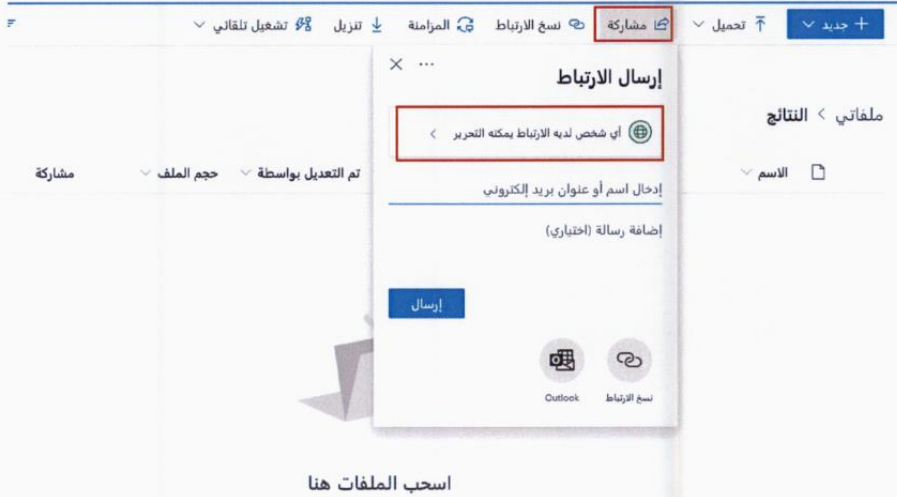 + جديد
تحميل
مشاركة
نسخ الارتباط
المزامنة
تنزيل
تشغيل تلقائي
ملفاتي > النتائج
الاسم
تم التعديل بواسطة
حجم الملف
مشاركة
إرسال الارتباط
أي شخص لديه الارتباط يمكنه التحرير
إدخال اسم أو عنوان بريد إلكتروني
إضافة رسالة (اختياري)
إرسال
نسخ الارتباط
Outlook
اسحب الملفات هنا